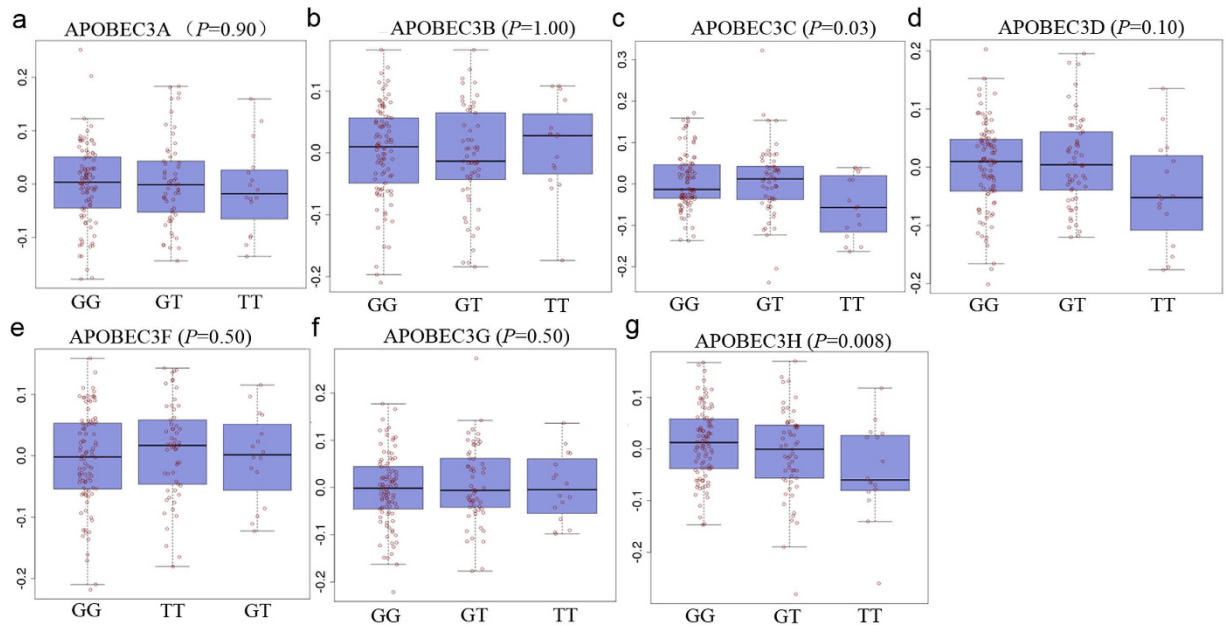 a
APOBEC3A （P=0.90）
0.2
0.1
0.0
-0.1
GG GT TT
b
APOBEC3B (P=1.00)
0.1
0.0
-0.1
-0.2
GG GT TT
c
APOBEC3C (P=0.03)
0.3
0.1
0.0
-0.2
GG GT TT
d
APOBEC3D (P=0.10)
0.2
0.1
0.0
-0.1
-0.2
GG GT TT
e
APOBEC3F (P=0.50)
0.1
0.0
-0.1
-0.2
GG TT GT
f
APOBEC3G (P=0.50)
0.2
0.1
0.0
-0.1
-0.2
GG GT TT
g
APOBEC3H (P=0.008)
0.1
0.0
-0.1
-0.2
GG GT TT